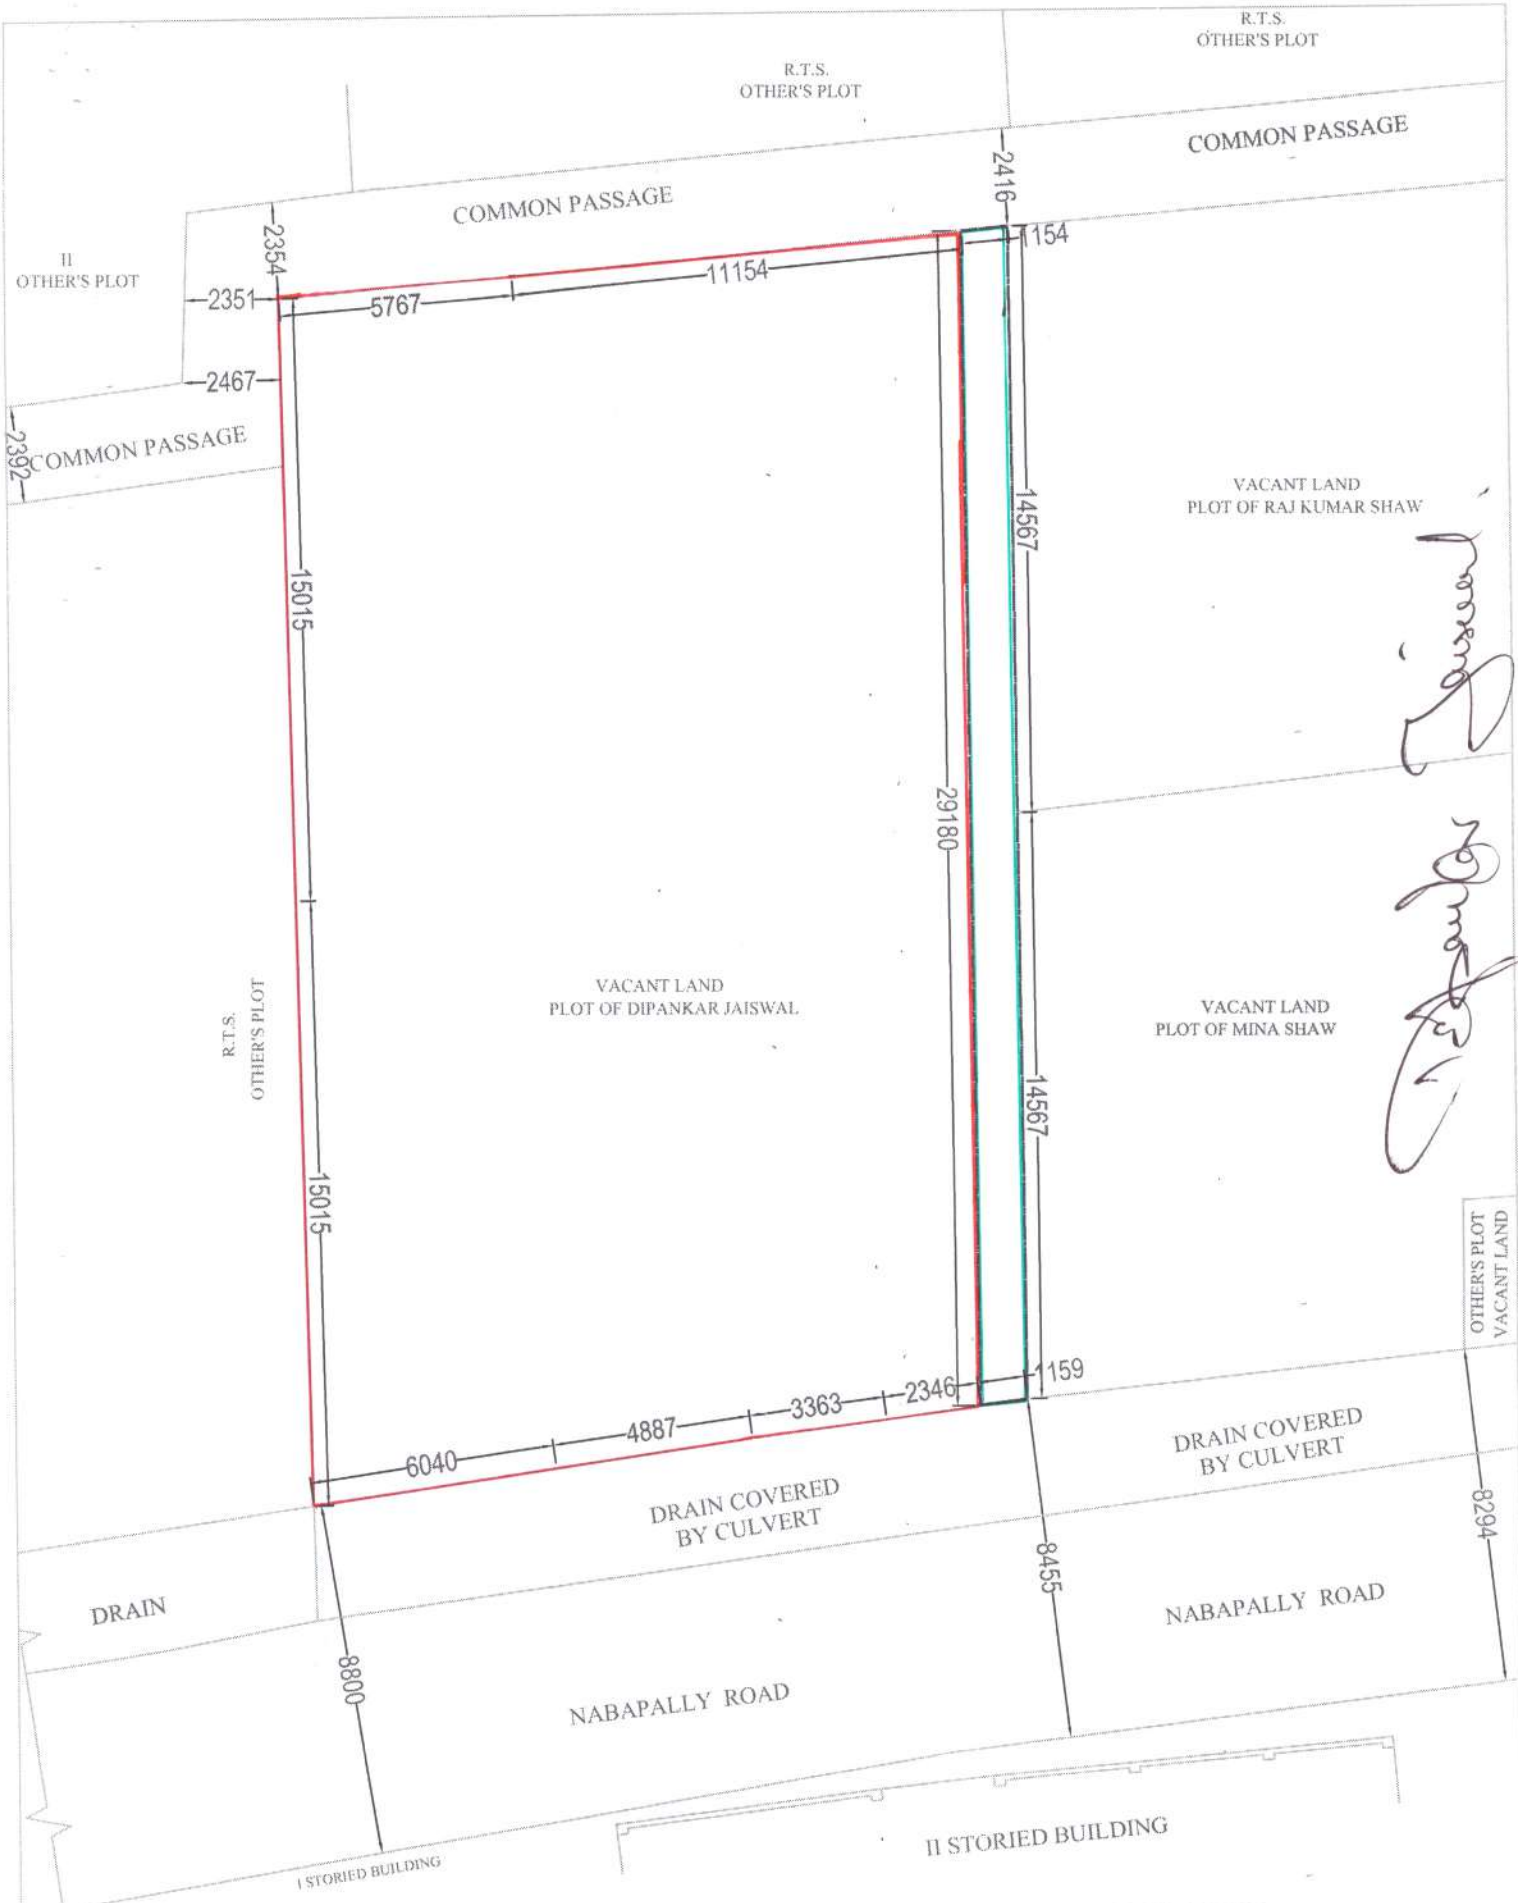 R.T.S.
OTHER'S PLOT
R.T.S.
OTHER'S PLOT
COMMON PASSAGE
2416
COMMON PASSAGE
II
OTHER'S PLOT
2354
1154
2351
5767
11154
2467
2392
COMMON PASSAGE
VACANT LAND
PLOT OF RAJ KUMAR SHAW
14567
15015
Jaiswal
29180
R.T.S.
OTHER'S PLOT
VACANT LAND
PLOT OF DIPANKAR JAISWAL
VACANT LAND
PLOT OF MINA SHAW
Dipankar
14567
15015
OTHER'S PLOT
VACANT LAND
1159
2346
3363
4887
6040
DRAIN COVERED
BY CULVERT
DRAIN COVERED
BY CULVERT
8294
8455
DRAIN
NABAPALLY ROAD
8800
NABAPALLY ROAD
II STORIED BUILDING
I STORIED BUILDING